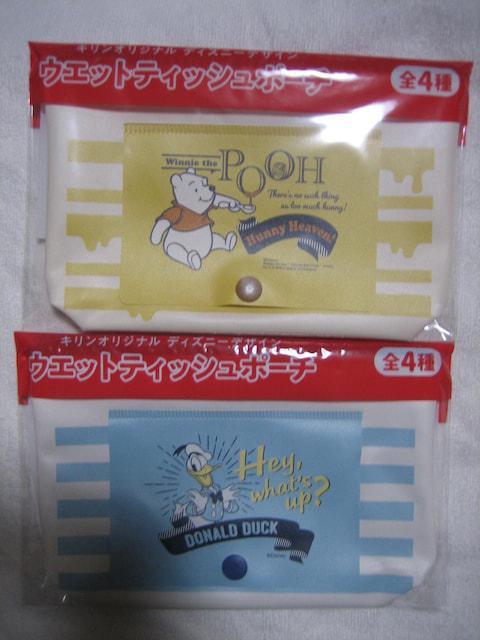 キリンオリジナル ディズニーデザイン
ウエットティッシュポーチ
全4種
Winnie the
POOH
There's no such thing
as too much hunny!
Hunny Heaven!
キリンオリジナル ディズニーデザイン
ウエットティッシュポーチ
全4種
Hey,
what's
up?
DONALD DUCK
©Disney